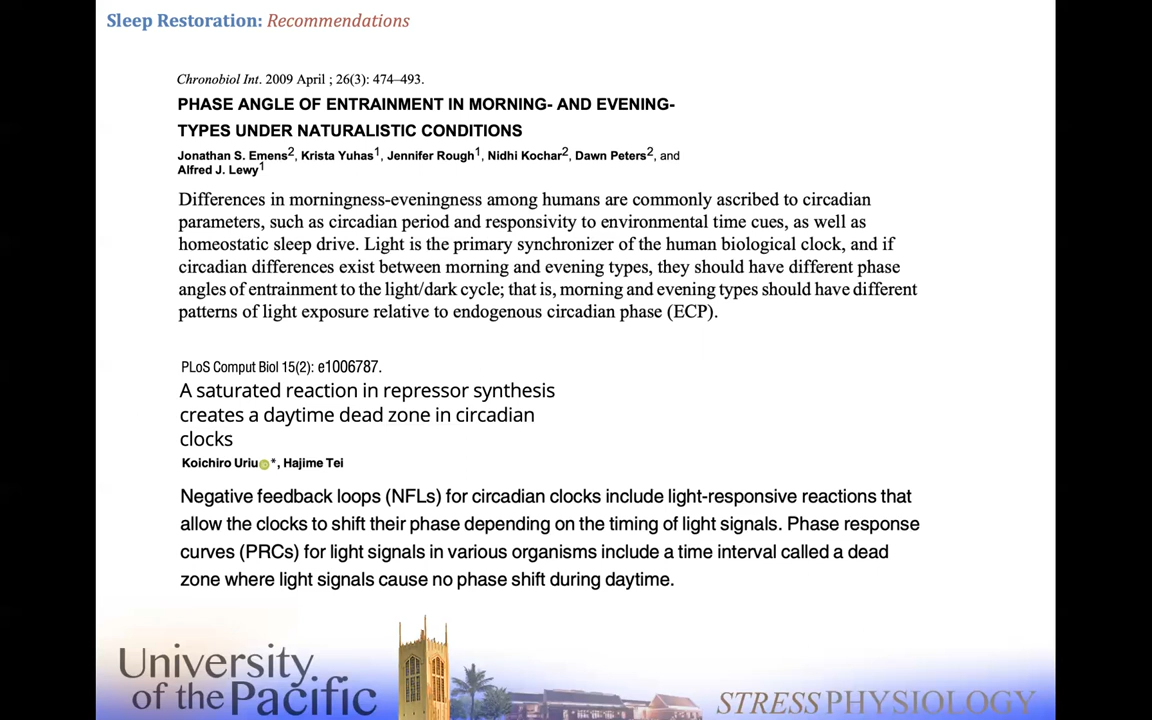 Sleep Restoration: Recommendations
Chronobiol Int. 2009 April ; 26(3): 474–493.
PHASE ANGLE OF ENTRAINMENT IN MORNING- AND EVENING-
TYPES UNDER NATURALISTIC CONDITIONS
Jonathan S. Emens2, Krista Yuhas1, Jennifer Rough1, Nidhi Kochar2, Dawn Peters2, and
Alfred J. Lewy1
Differences in morningness-eveningness among humans are commonly ascribed to circadian
parameters, such as circadian period and responsivity to environmental time cues, as well as
homeostatic sleep drive. Light is the primary synchronizer of the human biological clock, and if
circadian differences exist between morning and evening types, they should have different phase
angles of entrainment to the light/dark cycle; that is, morning and evening types should have different
patterns of light exposure relative to endogenous circadian phase (ECP).
PLoS Comput Biol 15(2): e1006787.
A saturated reaction in repressor synthesis
creates a daytime dead zone in circadian
clocks
Koichiro Uriu*, Hajime Tei
Negative feedback loops (NFLs) for circadian clocks include light-responsive reactions that
allow the clocks to shift their phase depending on the timing of light signals. Phase response
curves (PRCs) for light signals in various organisms include a time interval called a dead
zone where light signals cause no phase shift during daytime.
University
of the Pacific
STRESS PHYSIOLOGY